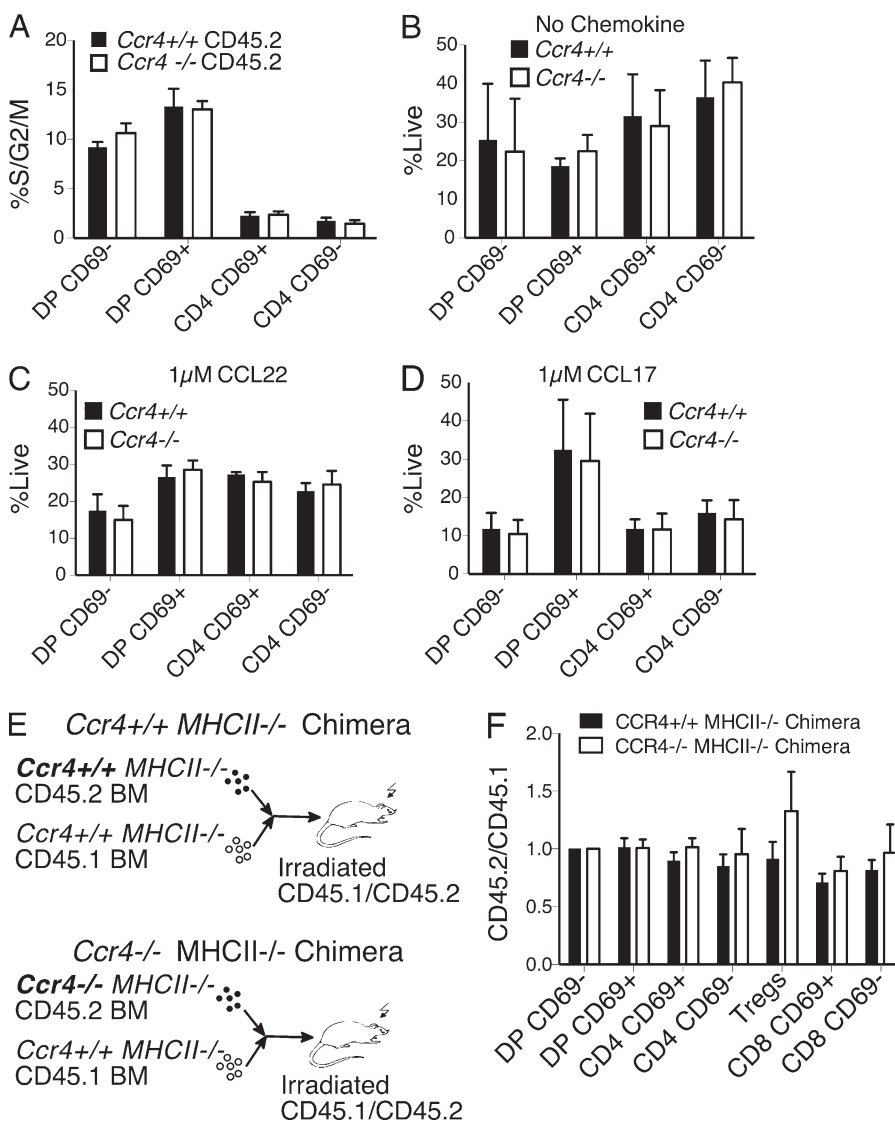 A
Ccr4+/+ CD45.2
Ccr4 -/- CD45.2
%S/G2/M
20
15
10
5
0
DP CD69-
DP CD69+
CD4 CD69+
CD4 CD69-
B
No Chemokine
Ccr4+/+
Ccr4-/-
%Live
50
40
30
20
10
0
DP CD69-
DP CD69+
CD4 CD69+
CD4 CD69-
C
1µM CCL22
Ccr4+/+
Ccr4-/-
%Live
50
40
30
20
10
0
DP CD69-
DP CD69+
CD4 CD69+
CD4 CD69-
D
1µM CCL17
Ccr4+/+
Ccr4-/-
%Live
50
40
30
20
10
0
DP CD69-
DP CD69+
CD4 CD69+
CD4 CD69-
E
Ccr4+/+ MHCII-/- Chimera
Ccr4+/+ MHCII-/-
CD45.2 BM
Ccr4+/+ MHCII-/-
CD45.1 BM
Irradiated
CD45.1/CD45.2
Ccr4-/- MHCII-/- Chimera
Ccr4-/- MHCII-/-
CD45.2 BM
Ccr4+/+ MHCII-/-
CD45.1 BM
Irradiated
CD45.1/CD45.2
F
CCR4+/+ MHCII-/- Chimera
CCR4-/- MHCII-/- Chimera
CD45.2/CD45.1
2.0
1.5
1.0
0.5
0.0
DP CD69-
DP CD69+
CD4 CD69+
CD4 CD69-
Tregs
CD8 CD69+
CD8 CD69-